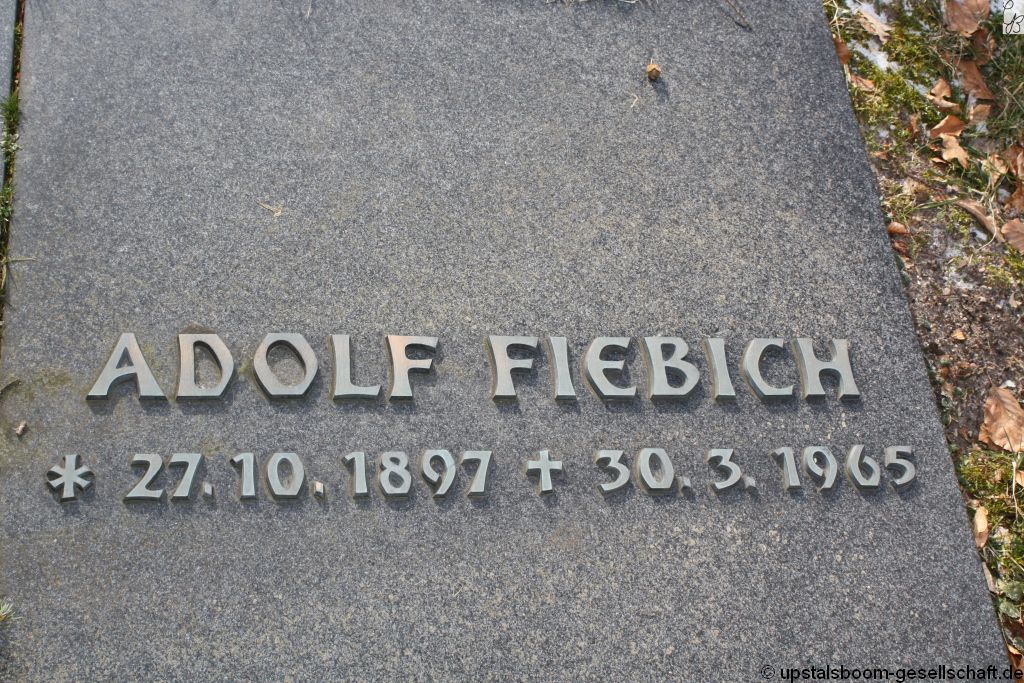 ADOLF FIEBICH
* 27.10.1897 ✝ 30.3.1965
© upstalsboom-gesellschaft.de